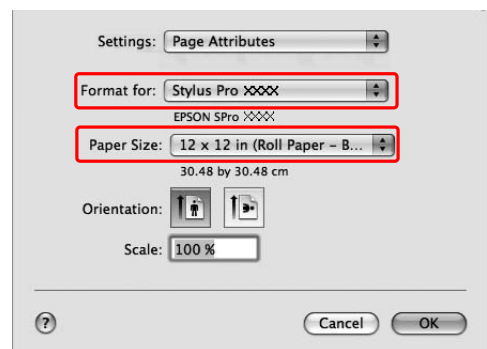 Settings: Page Attributes
Format for: Stylus Pro XXXX
EPSON SPro XXXX
Paper Size: 12 x 12 in (Roll Paper – B...
30.48 by 30.48 cm
Orientation:
Scale: 100 %
? Cancel OK